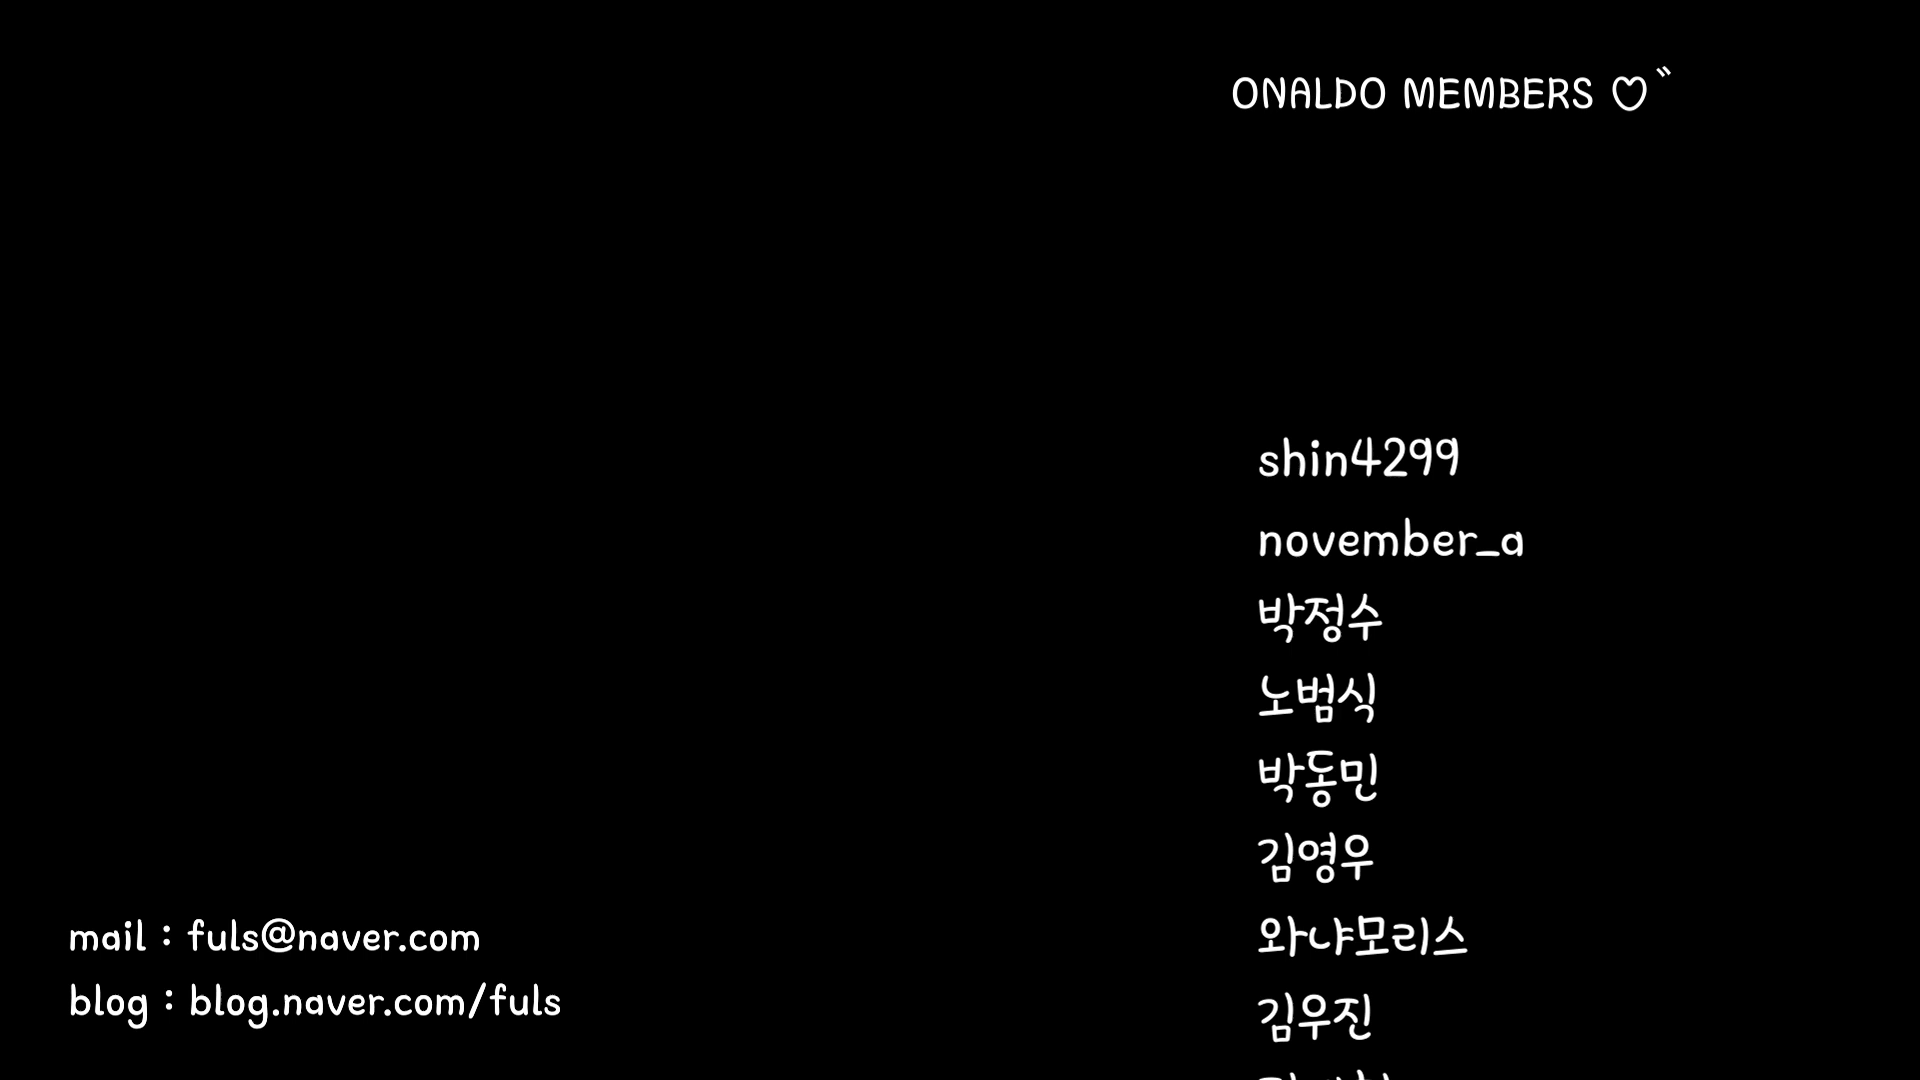 ONALDO MEMBERS ♡〃
shin4299
november_a
박정수
노범식
박동민
김영우
와냐모리스
김우진
mail : fuls@naver.com
blog : blog.naver.com/fuls